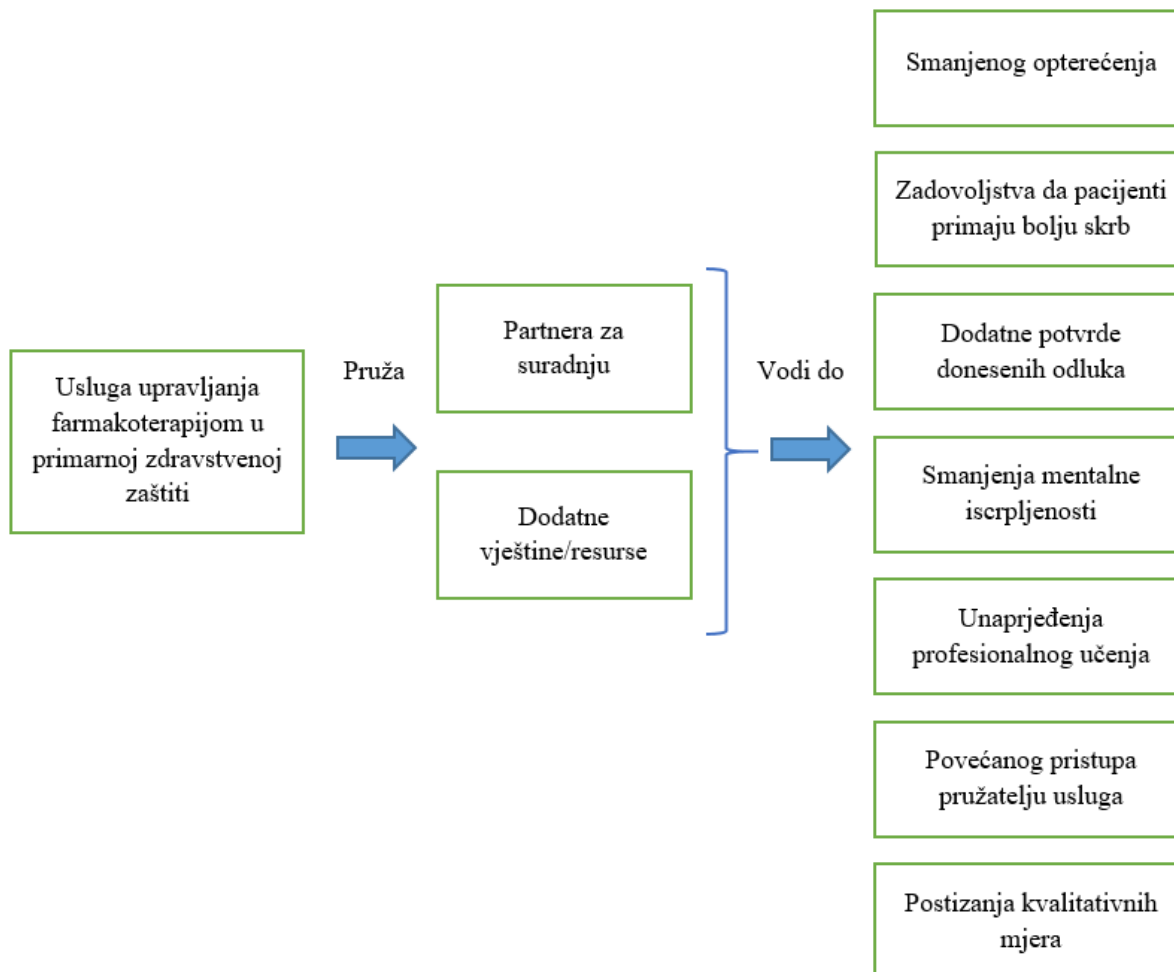 Usluga upravljanja
farmakoterapijom u
primarnoj zdravstvenoj
zaštiti
Pruža
Partnera za
suradnju
Dodatne
vještine/resurse
Vodi do
Smanjenog opterećenja
Zadovoljstva da pacijenti
primaju bolju skrb
Dodatne potvrde
donesenih odluka
Smanjenja mentalne
iscrpljenosti
Unaprjeđenja
profesionalnog učenja
Povećanog pristupa
pružatelju usluga
Postizanja kvalitativnih
mjera